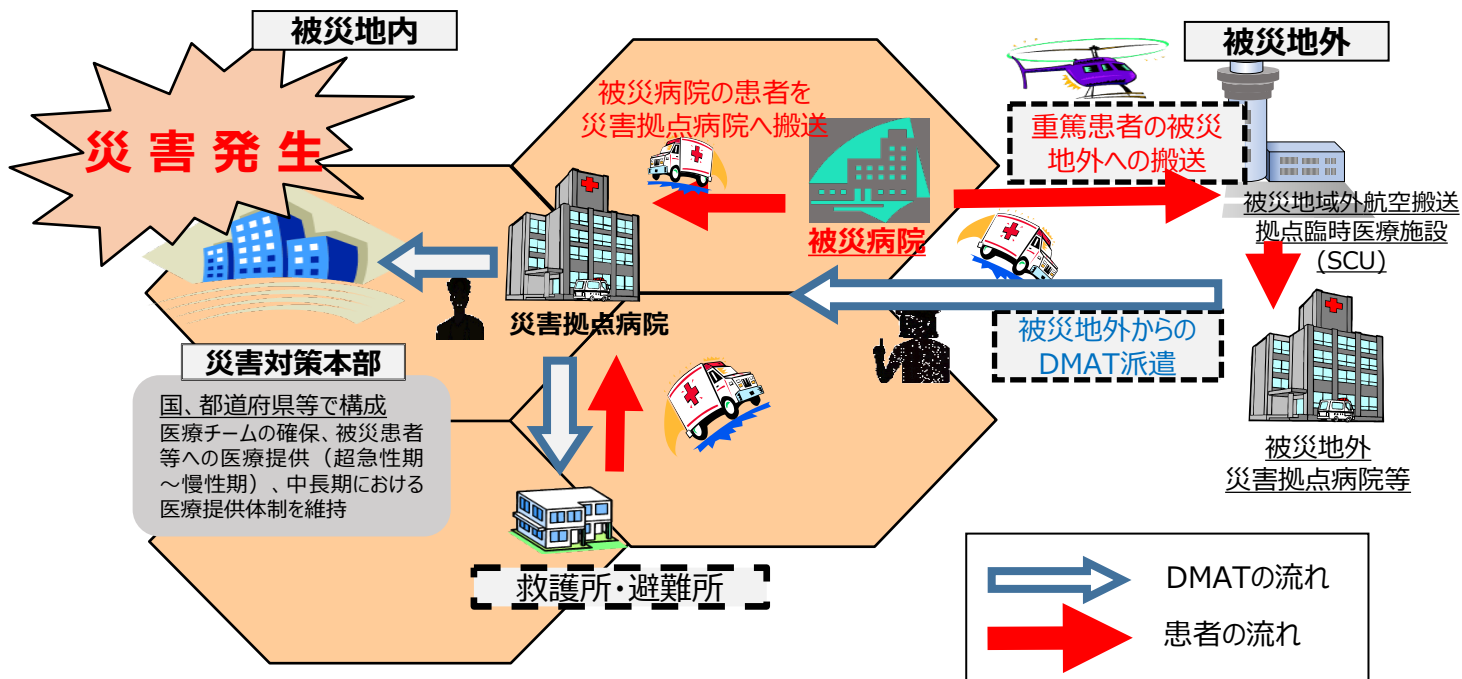 被災地内
災害発生
被災病院の患者を
災害拠点病院へ搬送
被災病院
被災地外
重篤患者の被災
地外への搬送
被災地域外航空搬送
拠点臨時医療施設
(SCU)
災害拠点病院
被災地外からの
DMAT派遣
被災地外
災害拠点病院等
災害対策本部
国、都道府県等で構成
医療チームの確保、被災患者
等への医療提供（超急性期
～慢性期）、中長期における
医療提供体制を維持
救護所・避難所
DMATの流れ
患者の流れ